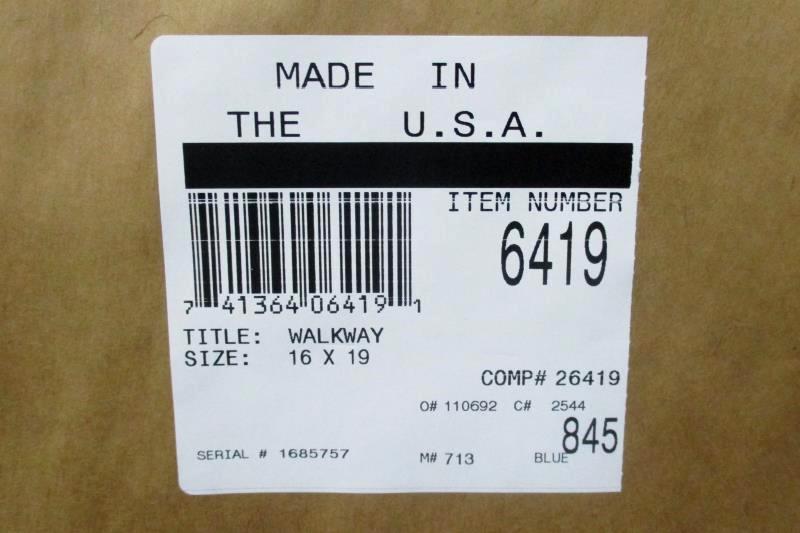 MADE IN
THE U.S.A.
ITEM NUMBER
6419
7 41364 06419 1
TITLE: WALKWAY
SIZE: 16 X 19
COMP# 26419
O# 110692 C# 2544
845
SERIAL # 1685757 M# 713 BLUE